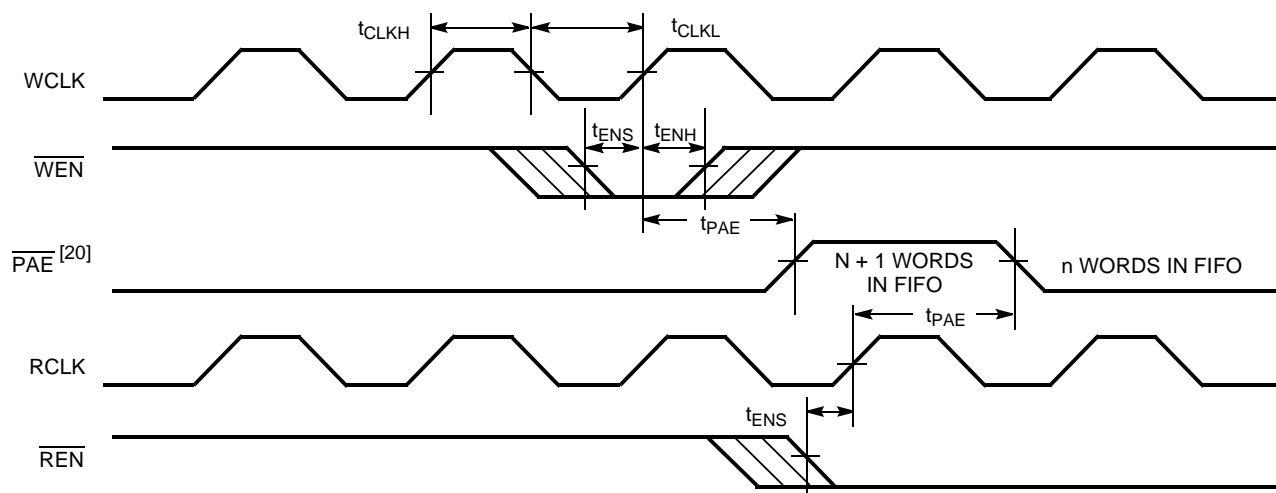 tCLKH
tCLKL
WCLK
tENS
tENH
WEN
tPAE
PAE [20]
N + 1 WORDS
IN FIFO
n WORDS IN FIFO
tPAE
RCLK
tENS
REN